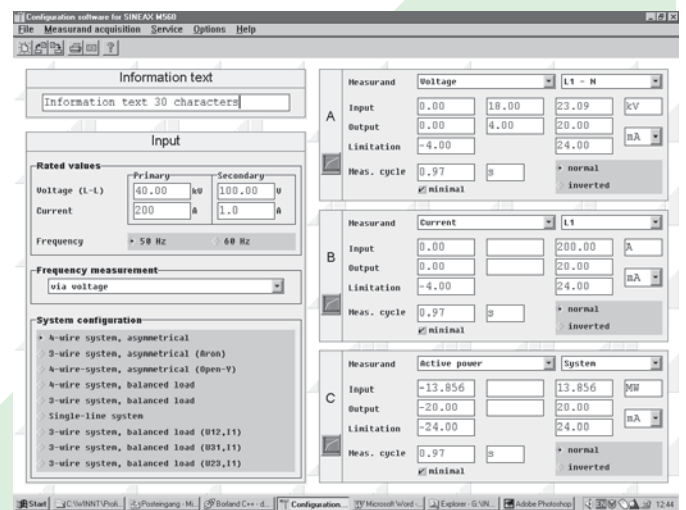 Configuration software for SINEAX M560
File Measurand acquisition Service Options Help
Information text
Information text 30 characters
Input
Rated values
Primary Secondary
Voltage (L-L) 40.00 kV 100.00 V
Current 200 A 1.0 A
Frequency 50 Hz 60 Hz
Frequency measurement
via voltage
System configuration
4-wire system, asymmetrical
3-wire system, asymmetrical (Aron)
4-wire-system, asymmetrical (Open-Y)
4-wire system, balanced load
3-wire system, balanced load
Single-line system
3-wire system, balanced load (U12,I1)
3-wire system, balanced load (U31,I1)
3-wire system, balanced load (U23,I1)
A
Measurand Voltage L1 - N
Input 0.00 18.00 23.09 kV
Output 0.00 4.00 20.00
mA
Limitation -4.00 24.00
Meas. cycle 0.97 s normal
minimal inverted
B
Measurand Current L1
Input 0.00 200.00 A
Output 0.00 20.00
mA
Limitation -4.00 24.00
Meas. cycle 0.97 s normal
minimal inverted
C
Measurand Active power System
Input -13.856 13.856 MW
Output -20.00 20.00
mA
Limitation -24.00 24.00
Meas. cycle 0.97 s normal
minimal inverted
Start C:\WINNT\Profi... Posteingang - Mi... Borland C++ - d... Configuration... Microsoft Word -... Explorer - G:\IN... Adobe Photoshop 12:44